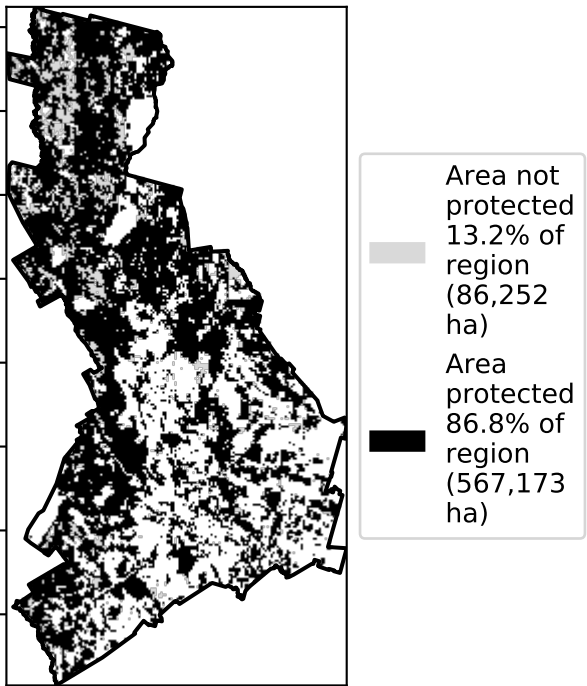 Area not
protected
13.2% of
region
(86,252
ha)
Area
protected
86.8% of
region
(567,173
ha)